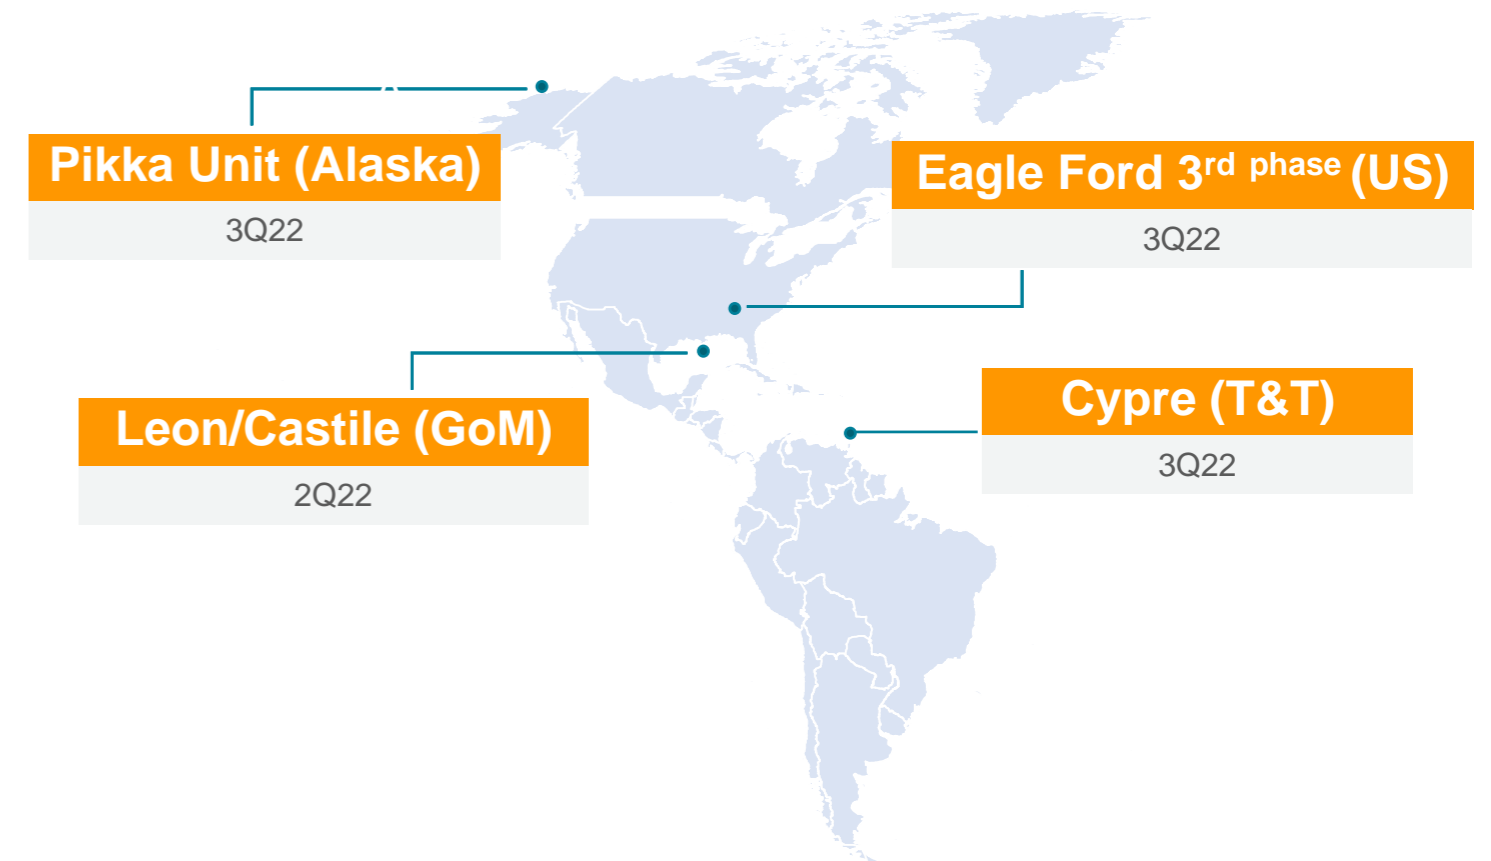 Pikka Unit (Alaska)
3Q22
Eagle Ford 3rd phase (US)
3Q22
Leon/Castile (GoM)
2Q22
Cypre (T&T)
3Q22